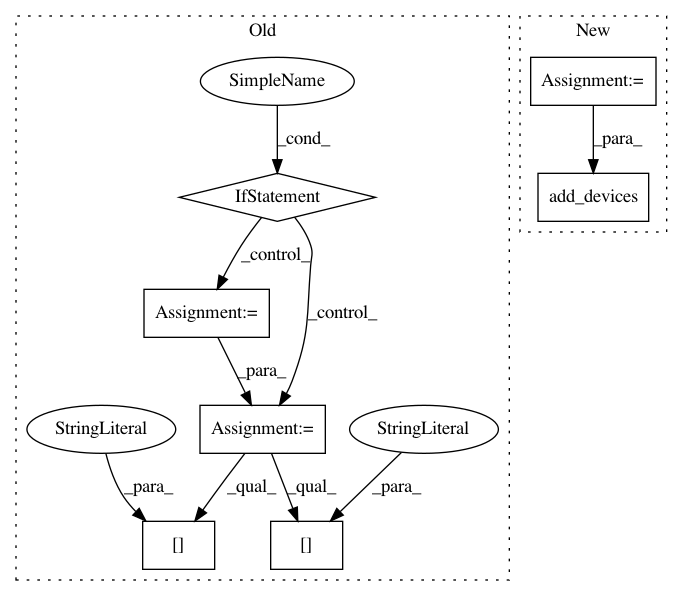 Old
New
SimpleName
Assignment:=
_cond_
_para_
IfStatement
add_devices
_control_
Assignment:=
_control_
_para_
StringLiteral
Assignment:=
StringLiteral
_para_
_qual_
_qual_
_para_
[]
[]